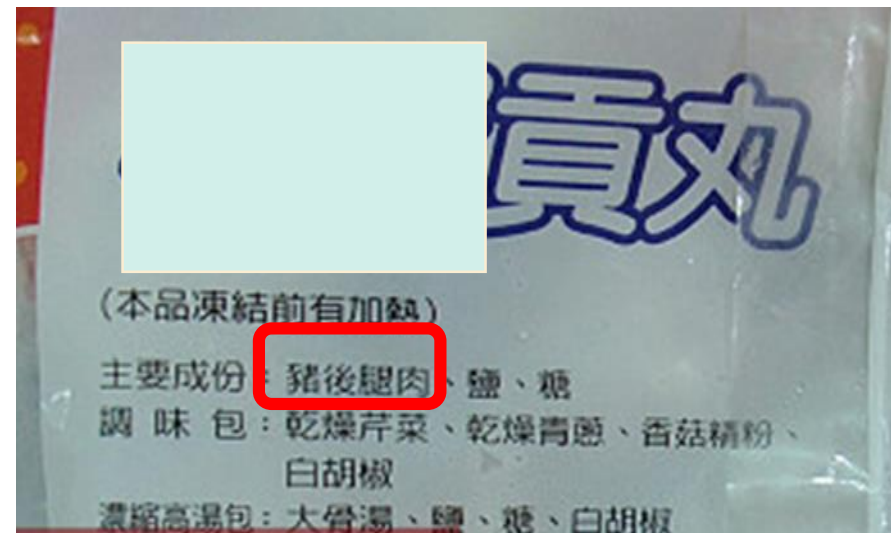 貢丸
(本品凍結前有加熱)
主要成份：豬後腿肉、鹽、糖
調味包：乾燥芹菜、乾燥青蔥、香菇精粉、
白胡椒
濃縮高湯包：大骨湯、鹽、糖、白胡椒